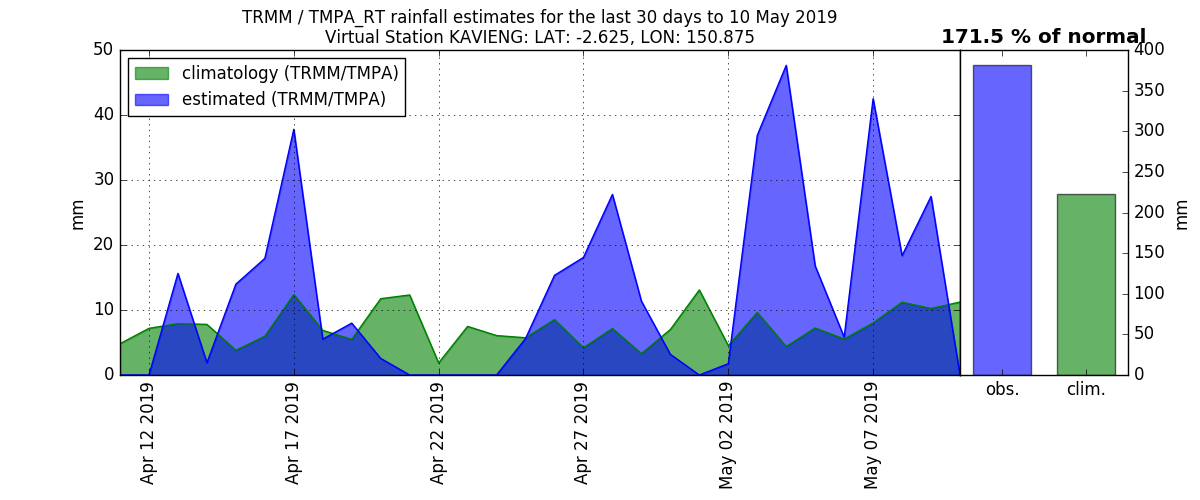 TRMM / TMPA_RT rainfall estimates for the last 30 days to 10 May 2019
Virtual Station KAVIENG: LAT: -2.625, LON: 150.875
171.5 % of normal
climatology (TRMM/TMPA)
estimated (TRMM/TMPA)
50
40
30
20
10
0
mm
Apr 12 2019
Apr 17 2019
Apr 22 2019
Apr 27 2019
May 02 2019
May 07 2019
obs.
clim.
400
350
300
250
200
150
100
50
0
mm